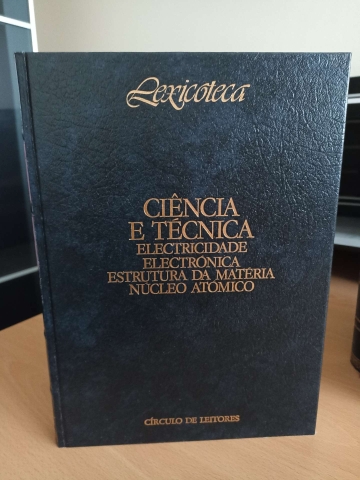 Lexicoteca
CIÊNCIA
E TÉCNICA
ELECTRICIDADE
ELECTRÓNICA
ESTRUTURA DA MATÉRIA
NÚCLEO ATÓMICO
CÍRCULO DE LEITORES